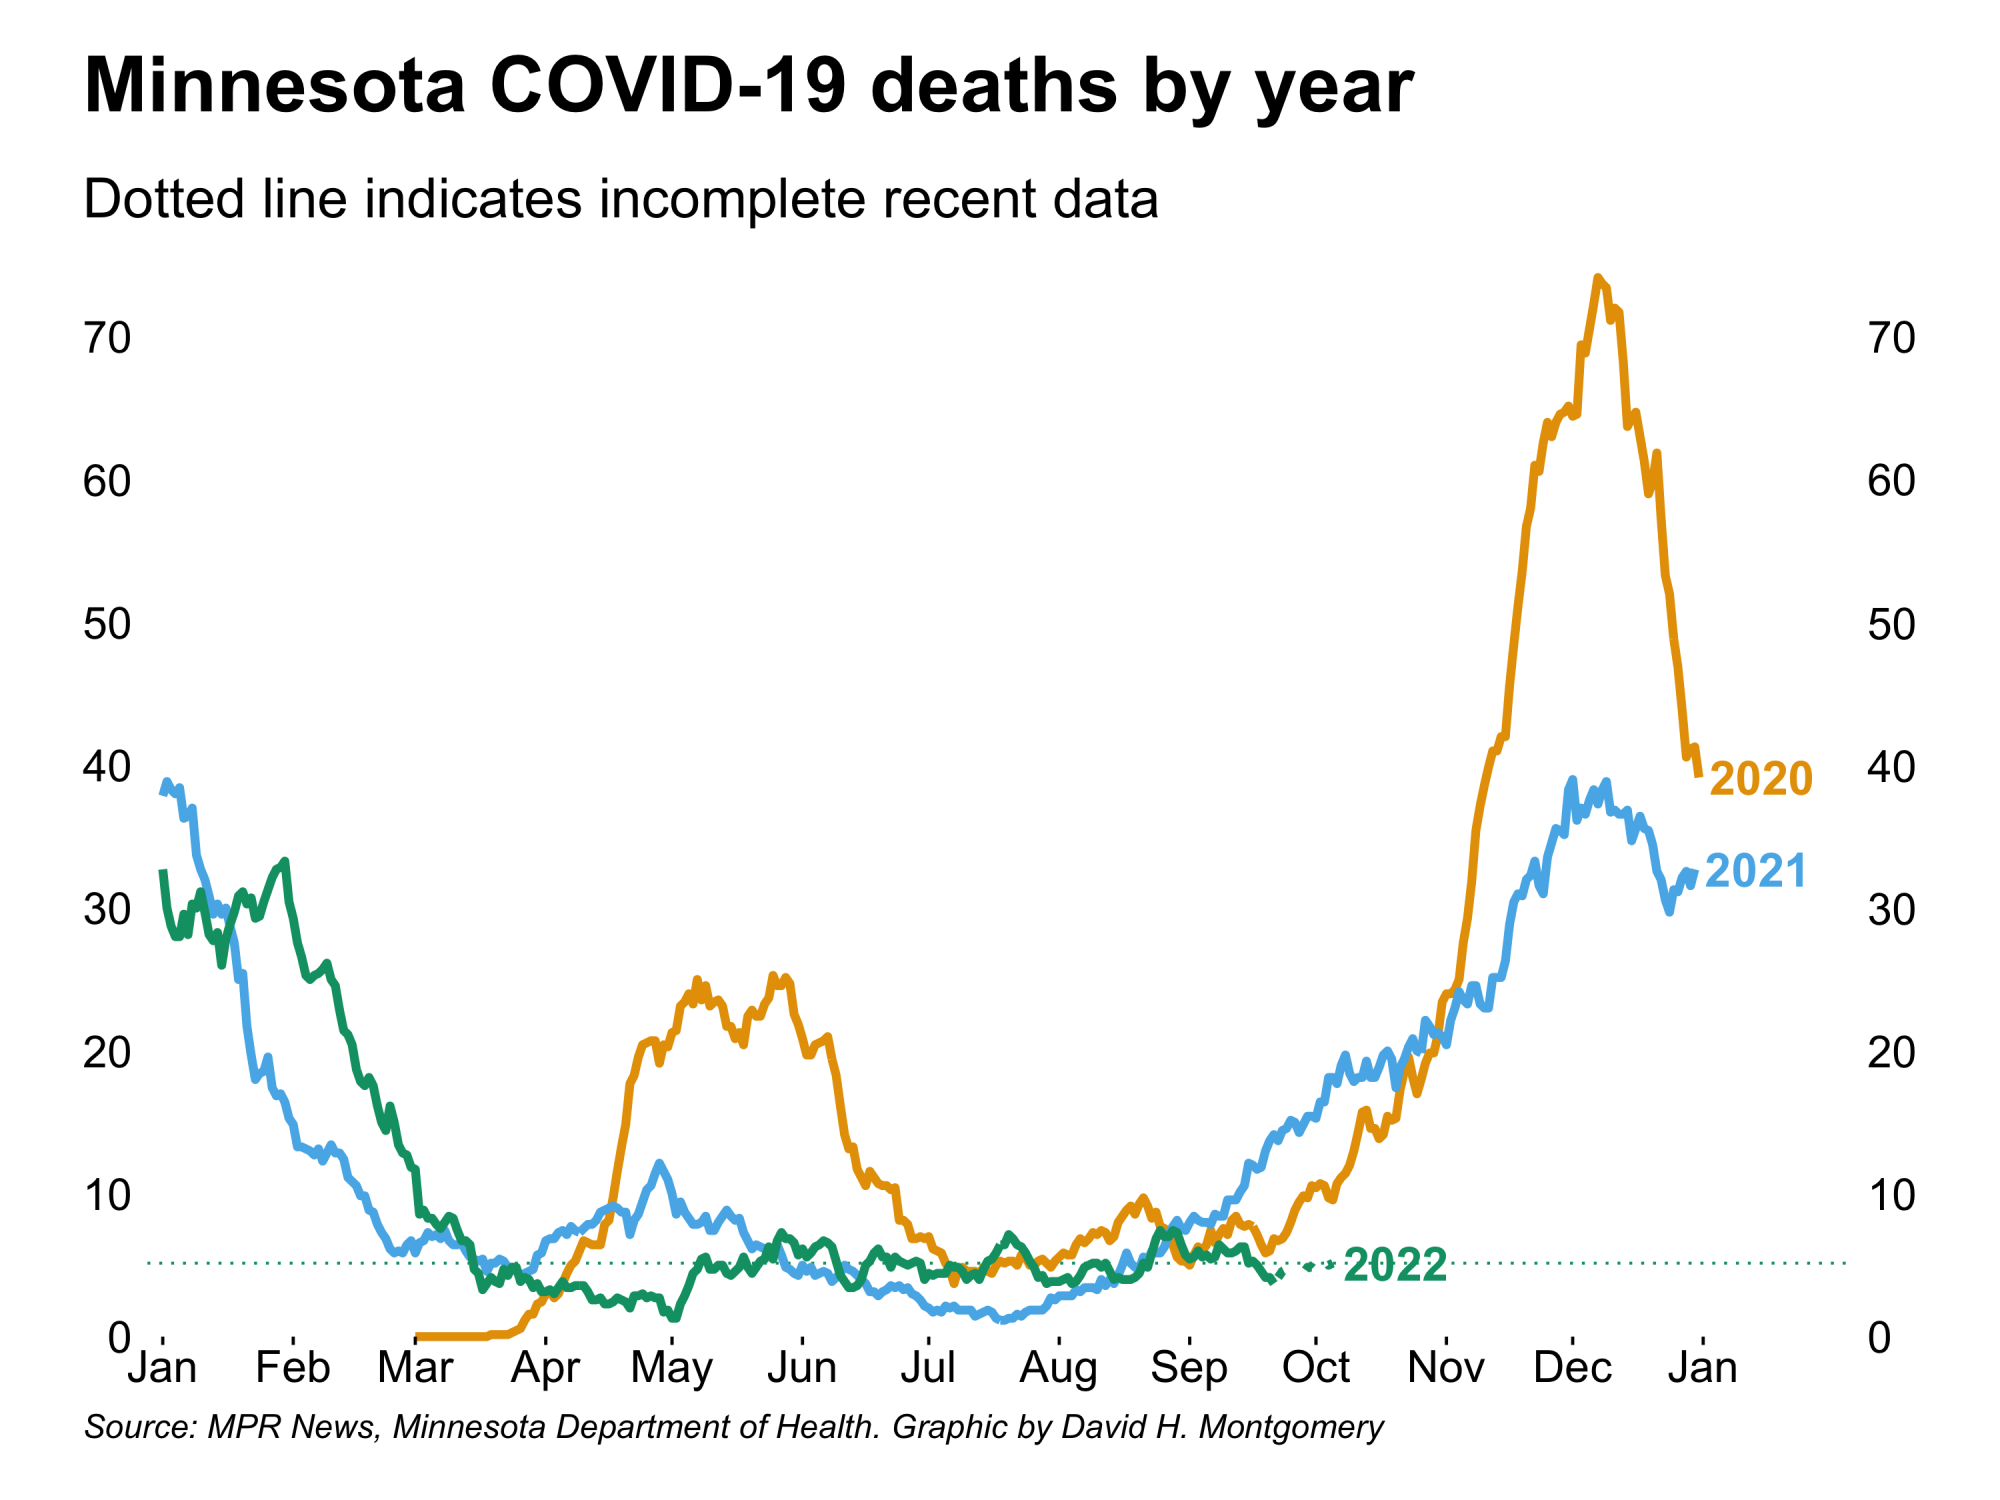 Minnesota COVID-19 deaths by year
Dotted line indicates incomplete recent data
70 70
60 60
50 50
40 40
2020
2021
30 30
20 20
10 10
2022
0 0
Jan Feb Mar Apr May Jun Jul Aug Sep Oct Nov Dec Jan
Source: MPR News, Minnesota Department of Health. Graphic by David H. Montgomery